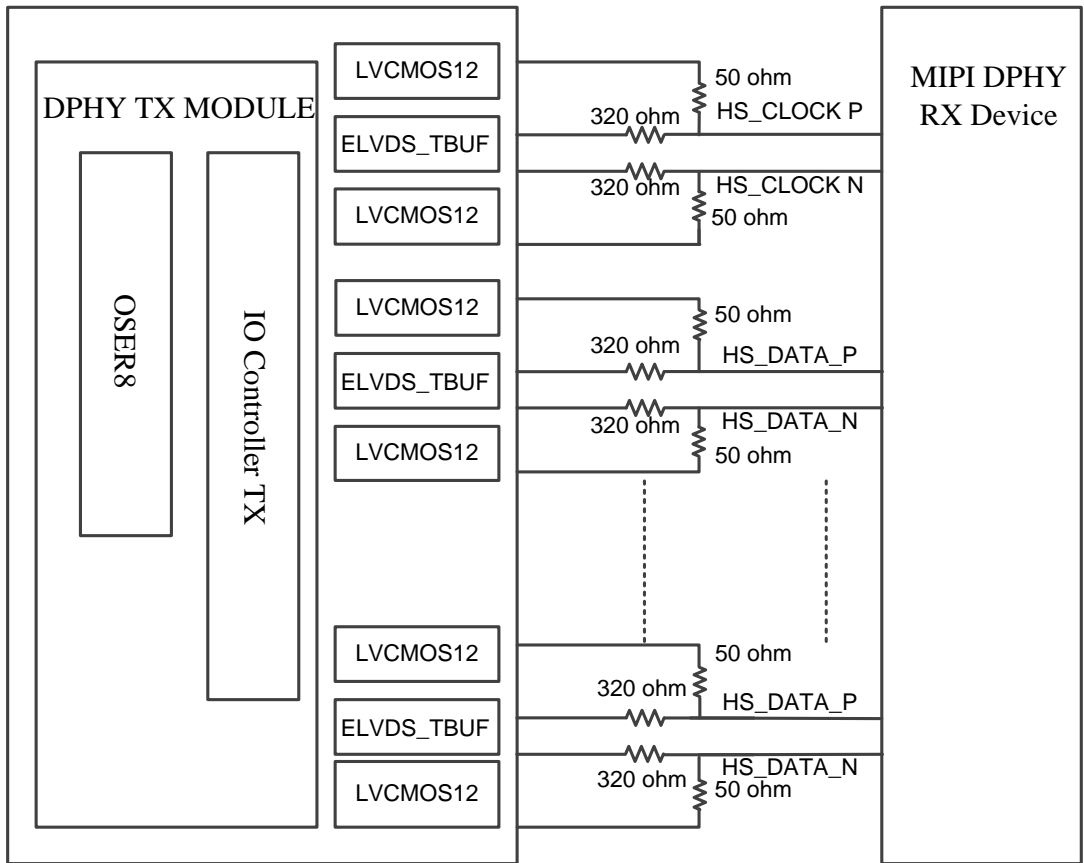 DPHY TX MODULE
OSER8
IO Controller TX
LVCMOS12
ELVDS_TBUF
LVCMOS12
50 ohm
320 ohm
HS_CLOCK P
320 ohm
HS_CLOCK N
50 ohm
LVCMOS12
ELVDS_TBUF
LVCMOS12
50 ohm
320 ohm
HS_DATA_P
320 ohm
HS_DATA_N
50 ohm
LVCMOS12
ELVDS_TBUF
LVCMOS12
50 ohm
320 ohm
HS_DATA_P
320 ohm
HS_DATA_N
50 ohm
MIPI DPHY
RX Device